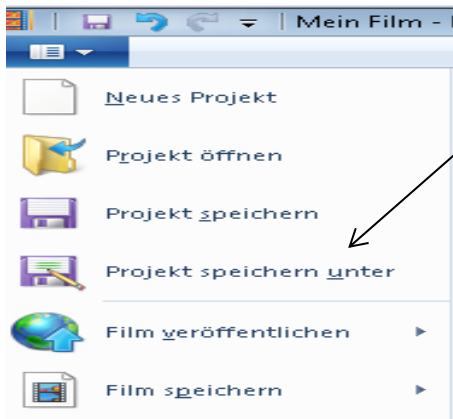 Mein Film -
Neues Projekt
Projekt öffnen
Projekt speichern
Projekt speichern unter
Film veröffentlichen
Film speichern